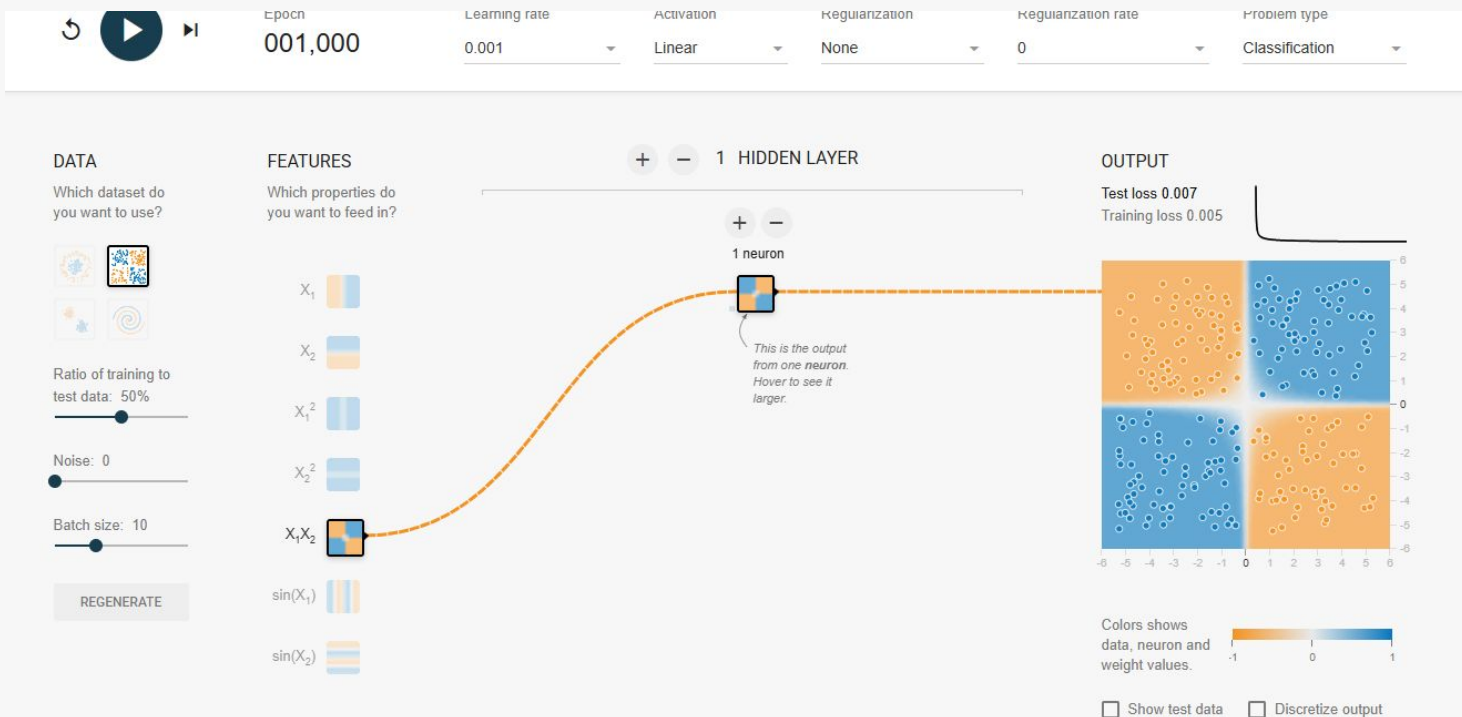 Epoch
Learning rate
Activation
Regularization
Regularization rate
Problem type
001,000
0.001
Linear
None
0
Classification
DATA
Which dataset do
you want to use?
Ratio of training to
test data: 50%
Noise: 0
Batch size: 10
REGENERATE
FEATURES
Which properties do
you want to feed in?
X1
X2
X1²
X2²
X1X2
sin(X1)
sin(X2)
+ − 1 HIDDEN LAYER
+ −
1 neuron
This is the output
from one neuron.
Hover to see it
larger.
OUTPUT
Test loss 0.007
Training loss 0.005
6
5
4
3
2
1
0
-1
-2
-3
-4
-5
-6
-6 -5 -4 -3 -2 -1 0 1 2 3 4 5 6
Colors shows
data, neuron and
weight values.
-1 0 1
Show test data
Discretize output